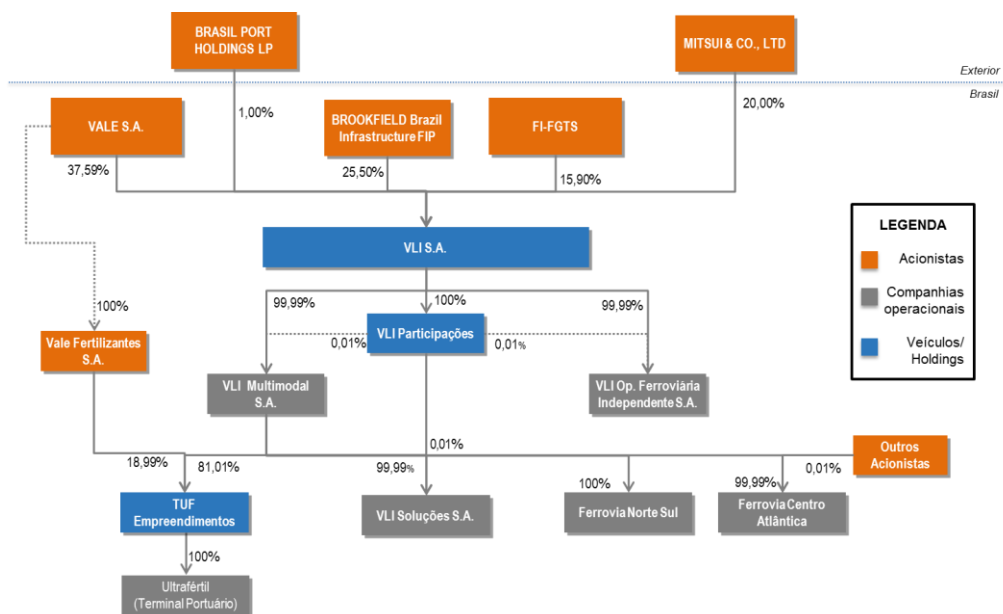 BRASIL PORT
HOLDINGS LP
MITSUI & CO., LTD
Exterior
Brasil
1,00%
20,00%
VALE S.A.
BROOKFIELD Brazil
Infrastructure FIP
FI-FGTS
37,59%
25,50%
15,90%
VLI S.A.
LEGENDA
Acionistas
Companhias
operacionais
Veículos/
Holdings
100%
99,99%
100%
99,99%
Vale Fertilizantes
S.A.
0,01%
VLI Participações
0,01%
VLI Multimodal
S.A.
VLI Op. Ferroviária
Independente S.A.
18,99%
81,01%
0,01%
99,99%
100%
99,99%
0,01%
Outros
Acionistas
TUF
Empreendimentos
VLI Soluções S.A.
Ferrovia Norte Sul
Ferrovia Centro
Atlântica
100%
Ultrafértil
(Terminal Portuário)